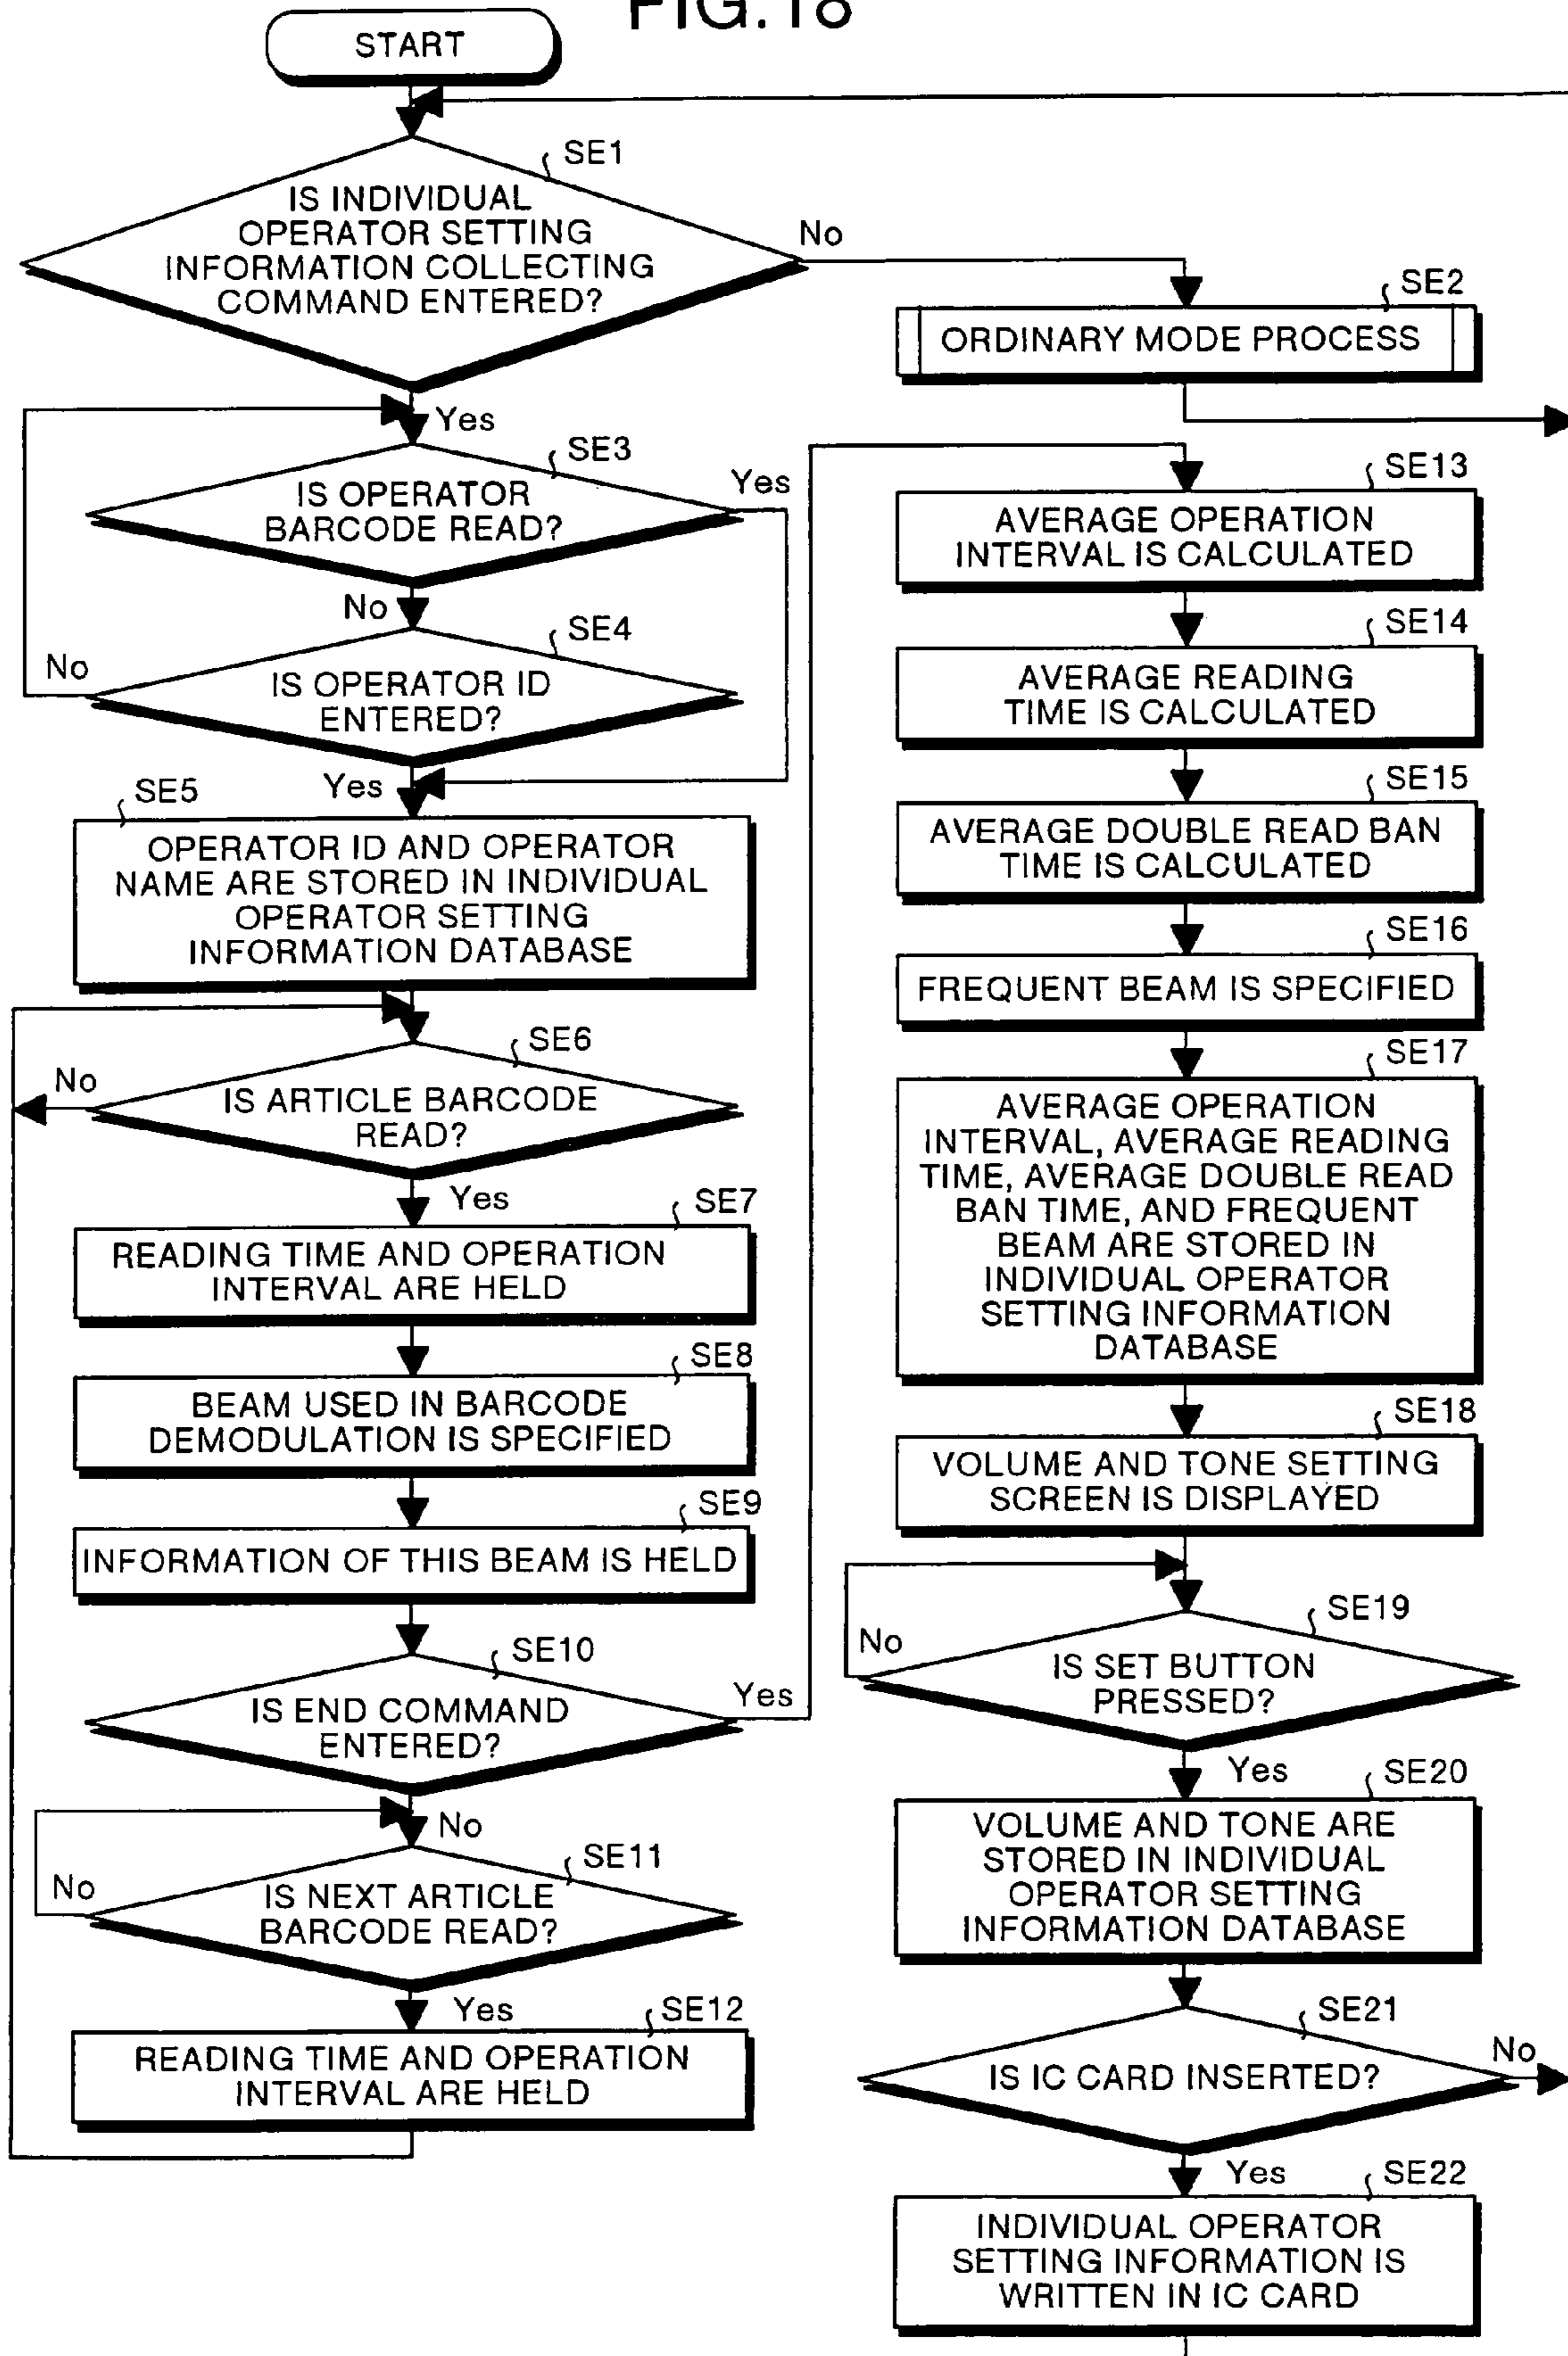 FIG.18
START
SE1
IS INDIVIDUAL
OPERATOR SETTING
INFORMATION COLLECTING
COMMAND ENTERED?
No
SE2
ORDINARY MODE PROCESS
Yes
SE3
IS OPERATOR
BARCODE READ?
Yes
No
SE4
IS OPERATOR ID
ENTERED?
No
Yes
SE5
OPERATOR ID AND OPERATOR
NAME ARE STORED IN INDIVIDUAL
OPERATOR SETTING
INFORMATION DATABASE
SE6
No
IS ARTICLE BARCODE
READ?
Yes
SE7
READING TIME AND OPERATION
INTERVAL ARE HELD
SE8
BEAM USED IN BARCODE
DEMODULATION IS SPECIFIED
SE9
INFORMATION OF THIS BEAM IS HELD
SE10
IS END COMMAND
ENTERED?
Yes
No
SE11
No
IS NEXT ARTICLE
BARCODE READ?
Yes
SE12
READING TIME AND OPERATION
INTERVAL ARE HELD
SE13
AVERAGE OPERATION
INTERVAL IS CALCULATED
SE14
AVERAGE READING
TIME IS CALCULATED
SE15
AVERAGE DOUBLE READ BAN
TIME IS CALCULATED
SE16
FREQUENT BEAM IS SPECIFIED
SE17
AVERAGE OPERATION
INTERVAL, AVERAGE READING
TIME, AVERAGE DOUBLE READ
BAN TIME, AND FREQUENT
BEAM ARE STORED IN
INDIVIDUAL OPERATOR
SETTING INFORMATION
DATABASE
SE18
VOLUME AND TONE SETTING
SCREEN IS DISPLAYED
SE19
No
IS SET BUTTON
PRESSED?
Yes
SE20
VOLUME AND TONE ARE
STORED IN INDIVIDUAL
OPERATOR SETTING
INFORMATION DATABASE
SE21
IS IC CARD INSERTED?
No
Yes
SE22
INDIVIDUAL OPERATOR
SETTING INFORMATION IS
WRITTEN IN IC CARD